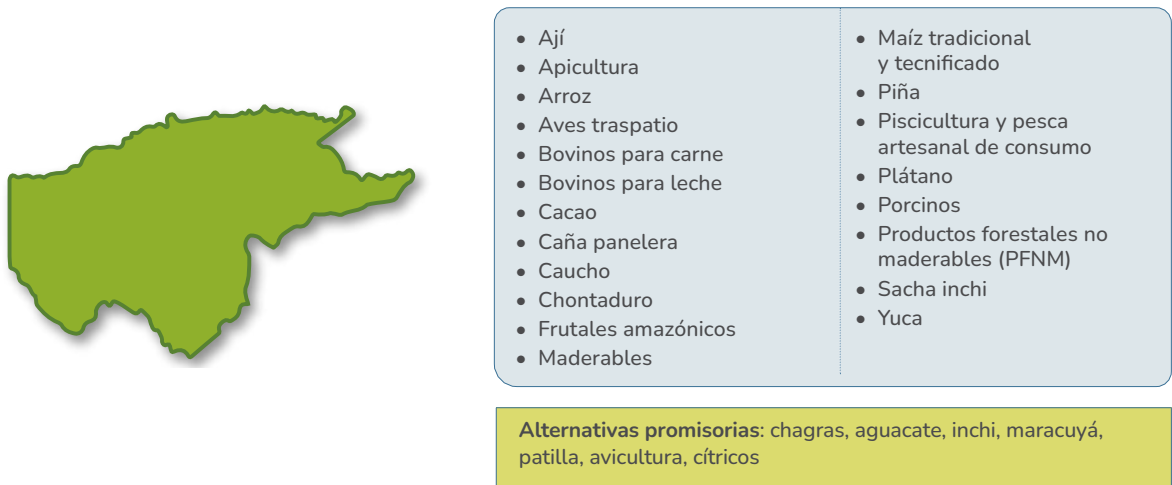 • Ají
• Apicultura
• Arroz
• Aves traspatio
• Bovinos para carne
• Bovinos para leche
• Cacao
• Caña panelera
• Caucho
• Chontaduro
• Frutales amazónicos
• Maderables
• Maíz tradicional
y tecnificado
• Piña
• Piscicultura y pesca
artesanal de consumo
• Plátano
• Porcinos
• Productos forestales no
maderables (PFNM)
• Sacha inchi
• Yuca
Alternativas promisorias: chagras, aguacate, inchi, maracuyá,
patilla, avicultura, cítricos